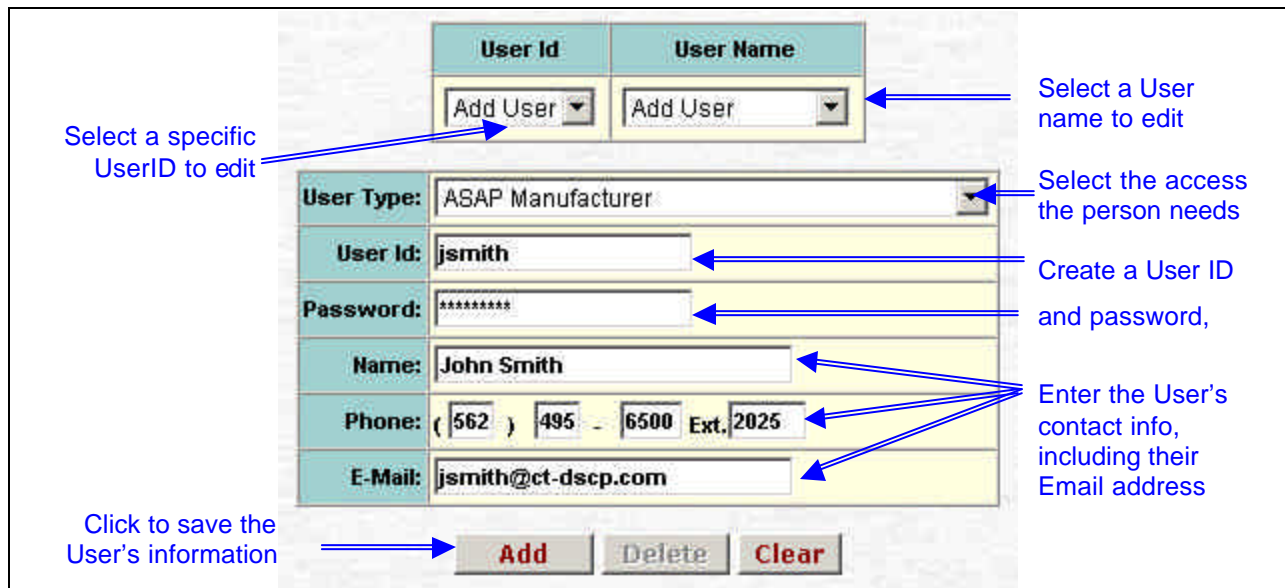 User Id User Name
Add User Add User
Select a User
name to edit
Select a specific
UserID to edit
User Type: ASAP Manufacturer
Select the access
the person needs
User Id: jsmith
Create a User ID
Password: *********
and password,
Name: John Smith
Phone: ( 562 ) 495 - 6500 Ext. 2025
E-Mail: jsmith@ct-dscp.com
Enter the User's
contact info,
including their
Email address
Click to save the
User's information
Add Delete Clear